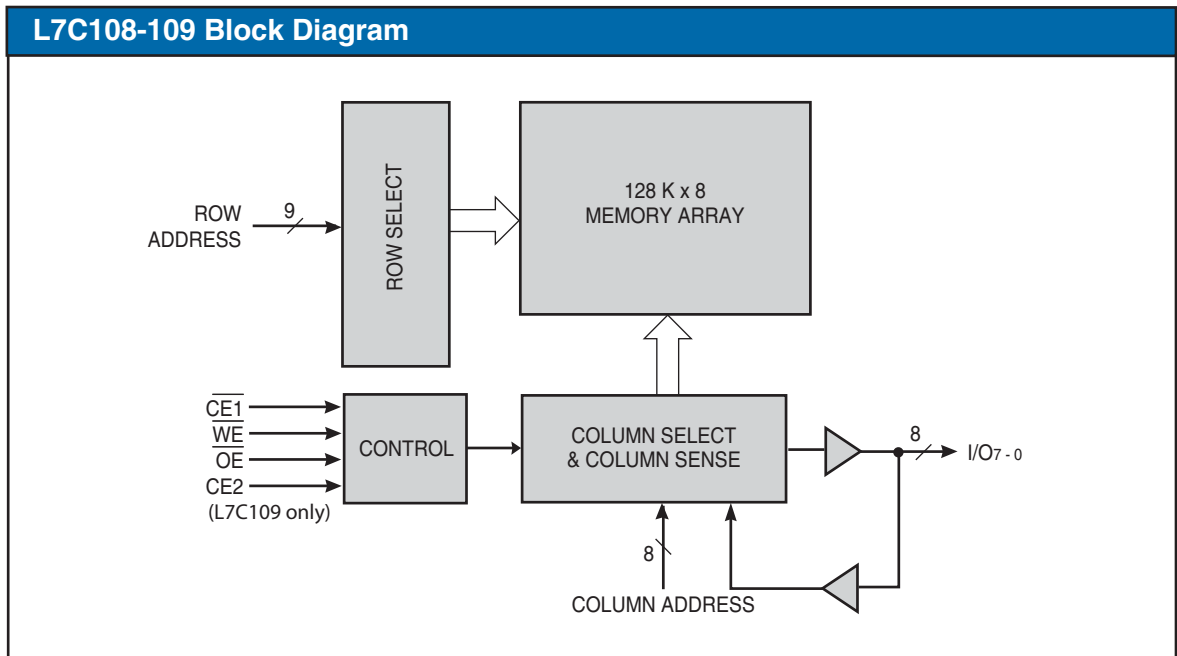 L7C108-109 Block Diagram
ROW SELECT
128 K x 8
MEMORY ARRAY
ROW
ADDRESS
9
CE1
WE
OE
CE2
(L7C109 only)
CONTROL
COLUMN SELECT
& COLUMN SENSE
8
I/O7 - 0
8
COLUMN ADDRESS